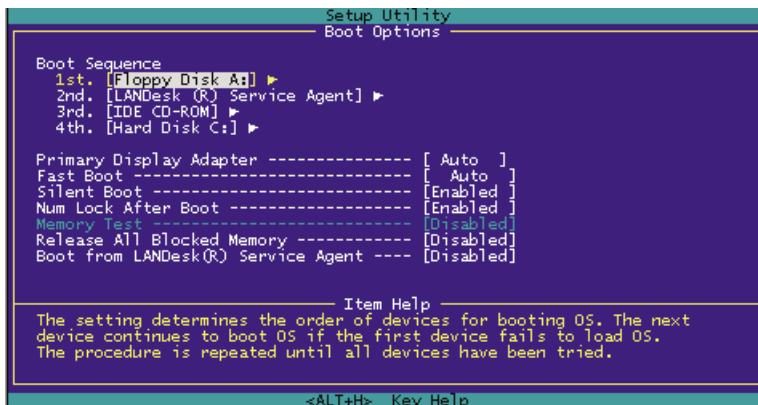 Setup Utility
Boot Options
Boot Sequence
1st. [Floppy Disk A:] ►
2nd. [LANDesk (R) Service Agent] ►
3rd. [IDE CD-ROM] ►
4th. [Hard Disk C:] ►
Primary Display Adapter --------------- [ Auto ]
Fast Boot ----------------------------- [ Auto ]
Silent Boot --------------------------- [Enabled ]
Num Lock After Boot ------------------- [Enabled ]
Memory Test --------------------------- [Disabled]
Release All Blocked Memory ------------ [Disabled]
Boot from LANDesk(R) Service Agent ---- [Disabled]
Item Help
The setting determines the order of devices for booting OS. The next
device continues to boot OS if the first device fails to load OS.
The procedure is repeated until all devices have been tried.
<ALT+H> Key Help